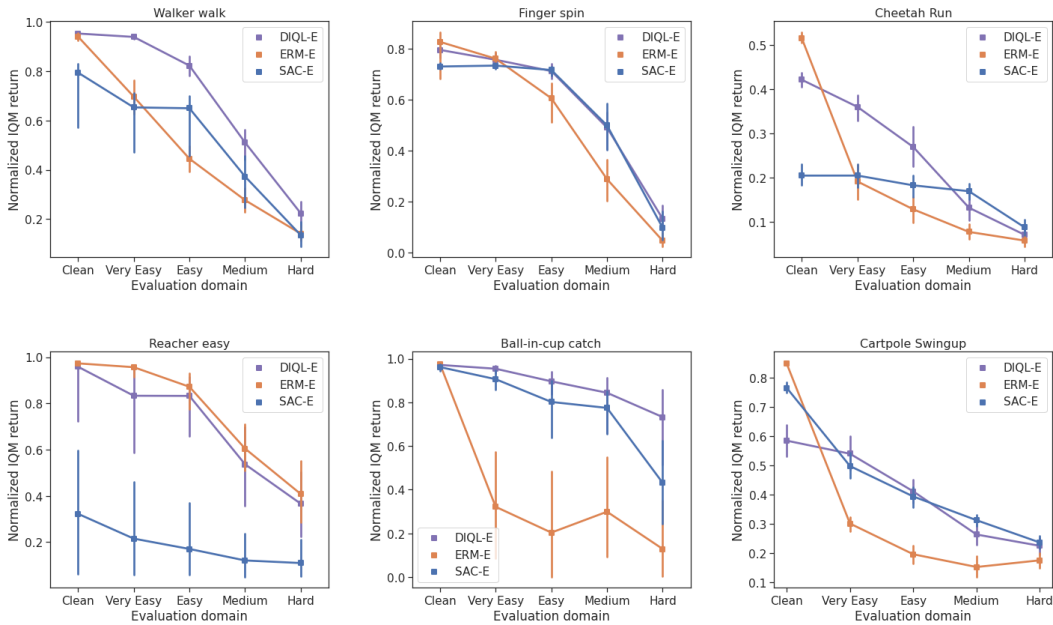 Walker walk
Normalized IQM return
1.0
0.8
0.6
0.4
0.2
DIQL-E
ERM-E
SAC-E
Clean Very Easy Easy Medium Hard
Evaluation domain
Finger spin
Normalized IQM return
0.8
0.6
0.4
0.2
0.0
DIQL-E
ERM-E
SAC-E
Clean Very Easy Easy Medium Hard
Evaluation domain
Cheetah Run
Normalized IQM return
0.5
0.4
0.3
0.2
0.1
DIQL-E
ERM-E
SAC-E
Clean Very Easy Easy Medium Hard
Evaluation domain
Reacher easy
Normalized IQM return
1.0
0.8
0.6
0.4
0.2
DIQL-E
ERM-E
SAC-E
Clean Very Easy Easy Medium Hard
Evaluation domain
Ball-in-cup catch
Normalized IQM return
1.0
0.8
0.6
0.4
0.2
0.0
DIQL-E
ERM-E
SAC-E
Clean Very Easy Easy Medium Hard
Evaluation domain
Cartpole Swingup
Normalized IQM return
0.8
0.7
0.6
0.5
0.4
0.3
0.2
0.1
DIQL-E
ERM-E
SAC-E
Clean Very Easy Easy Medium Hard
Evaluation domain